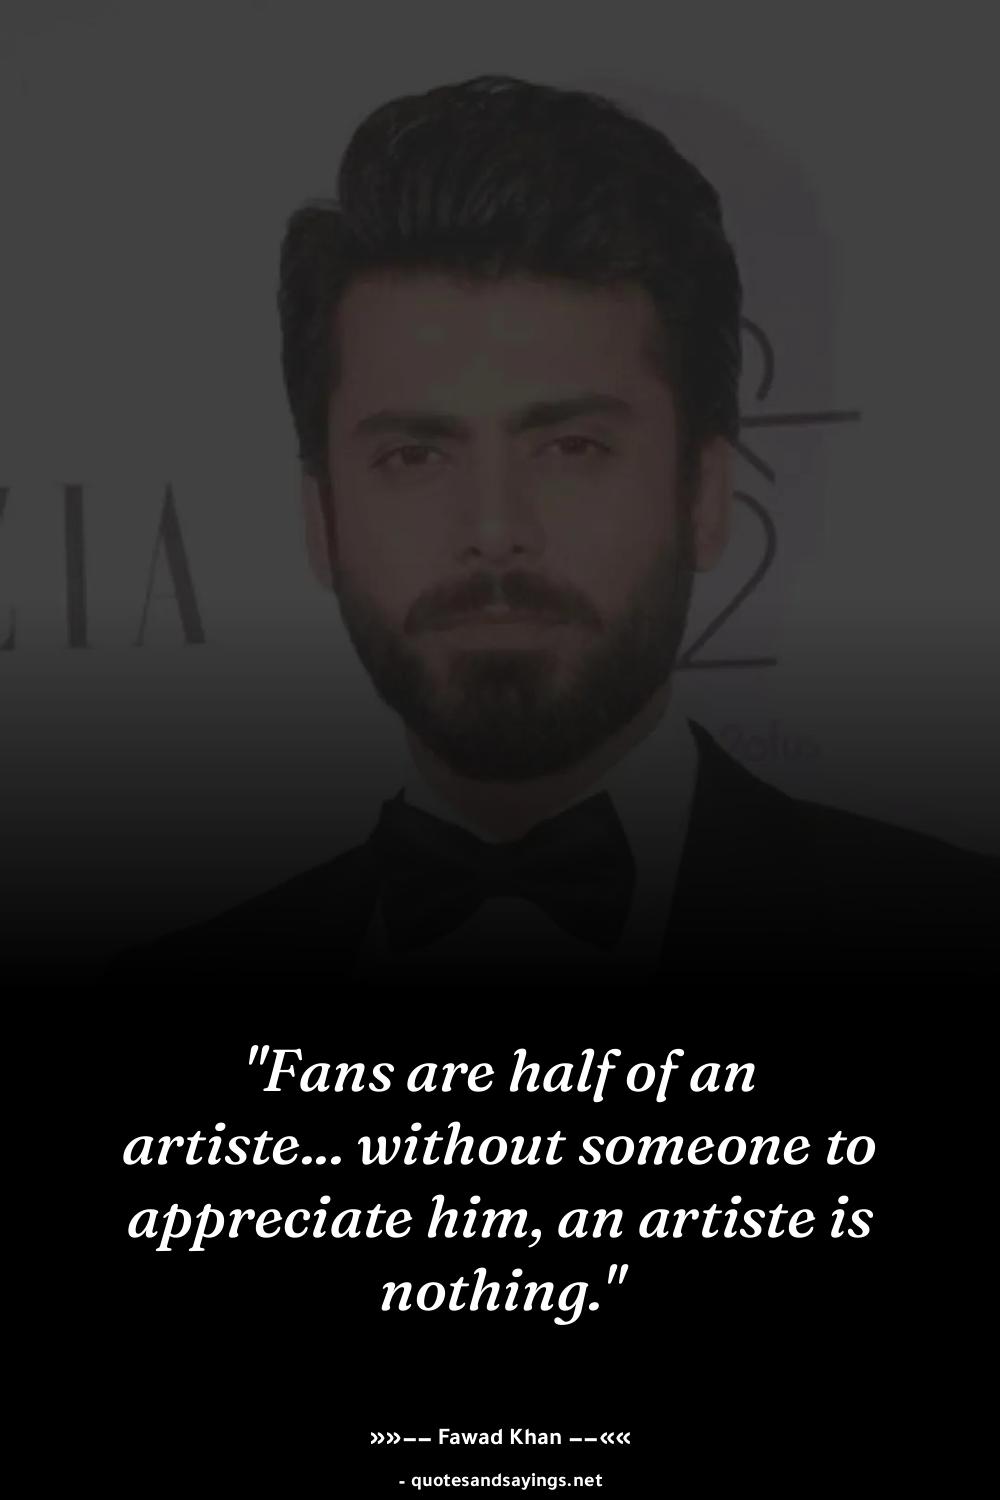 ZIA
"Fans are half of an
artiste... without someone to
appreciate him, an artiste is
nothing."
»»—— Fawad Khan ——««
- quotesandsayings.net